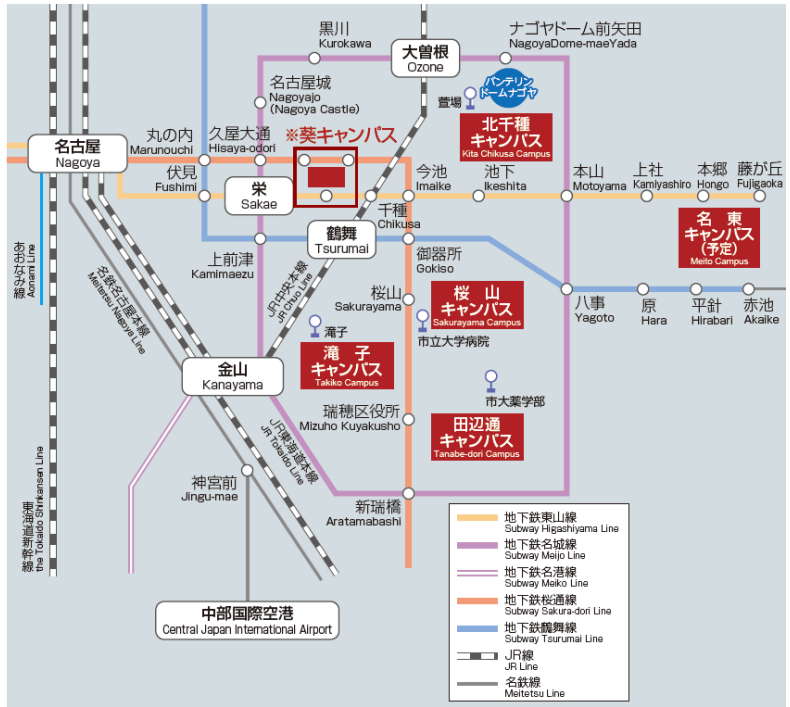 黒川
Kurokawa
大曽根
Ozone
ナゴヤドーム前矢田
NagoyaDome-maeYada
名古屋城
Nagoyajo
(Nagoya Castle)
萱場
バンテリン
ドームナゴヤ
北千種
キャンパス
Kita Chikusa Campus
名古屋
Nagoya
丸の内
Marunouchi
久屋大通
Hisaya-odori
※葵キャンパス
伏見
Fushimi
栄
Sakae
千種
Chikusa
今池
Imaike
池下
Ikeshita
本山
Motoyama
上社
Kamiyashiro
本郷
Hongo
藤が丘
Fujigaoka
名東
キャンパス
(予定)
Meito Campus
鶴舞
Tsurumai
上前津
Kamimaezu
御器所
Gokiso
あおなみ線
Aonami Line
名鉄名古屋本線
Meitetsu Nagoya Line
JR中央本線
JR Chuo Line
桜山
Sakurayama
桜山
キャンパス
Sakurayama Campus
市立大学病院
八事
Yagoto
原
Hara
平針
Hirabari
赤池
Akaike
滝子
滝子
キャンパス
Takiko Campus
金山
Kanayama
市大薬学部
瑞穂区役所
Mizuho Kuyakusho
田辺通
キャンパス
Tanabe-dori Campus
JR東海道本線
JR Tokaido Line
神宮前
Jingu-mae
新瑞橋
Aratamabashi
東海道新幹線
the Tokaido Shinkansen Line
中部国際空港
Central Japan International Airport
地下鉄東山線
Subway Higashiyama Line
地下鉄名城線
Subway Meijo Line
地下鉄名港線
Subway Meiko Line
地下鉄桜通線
Subway Sakura-dori Line
地下鉄鶴舞線
Subway Tsurumai Line
JR線
JR Line
名鉄線
Meitetsu Line